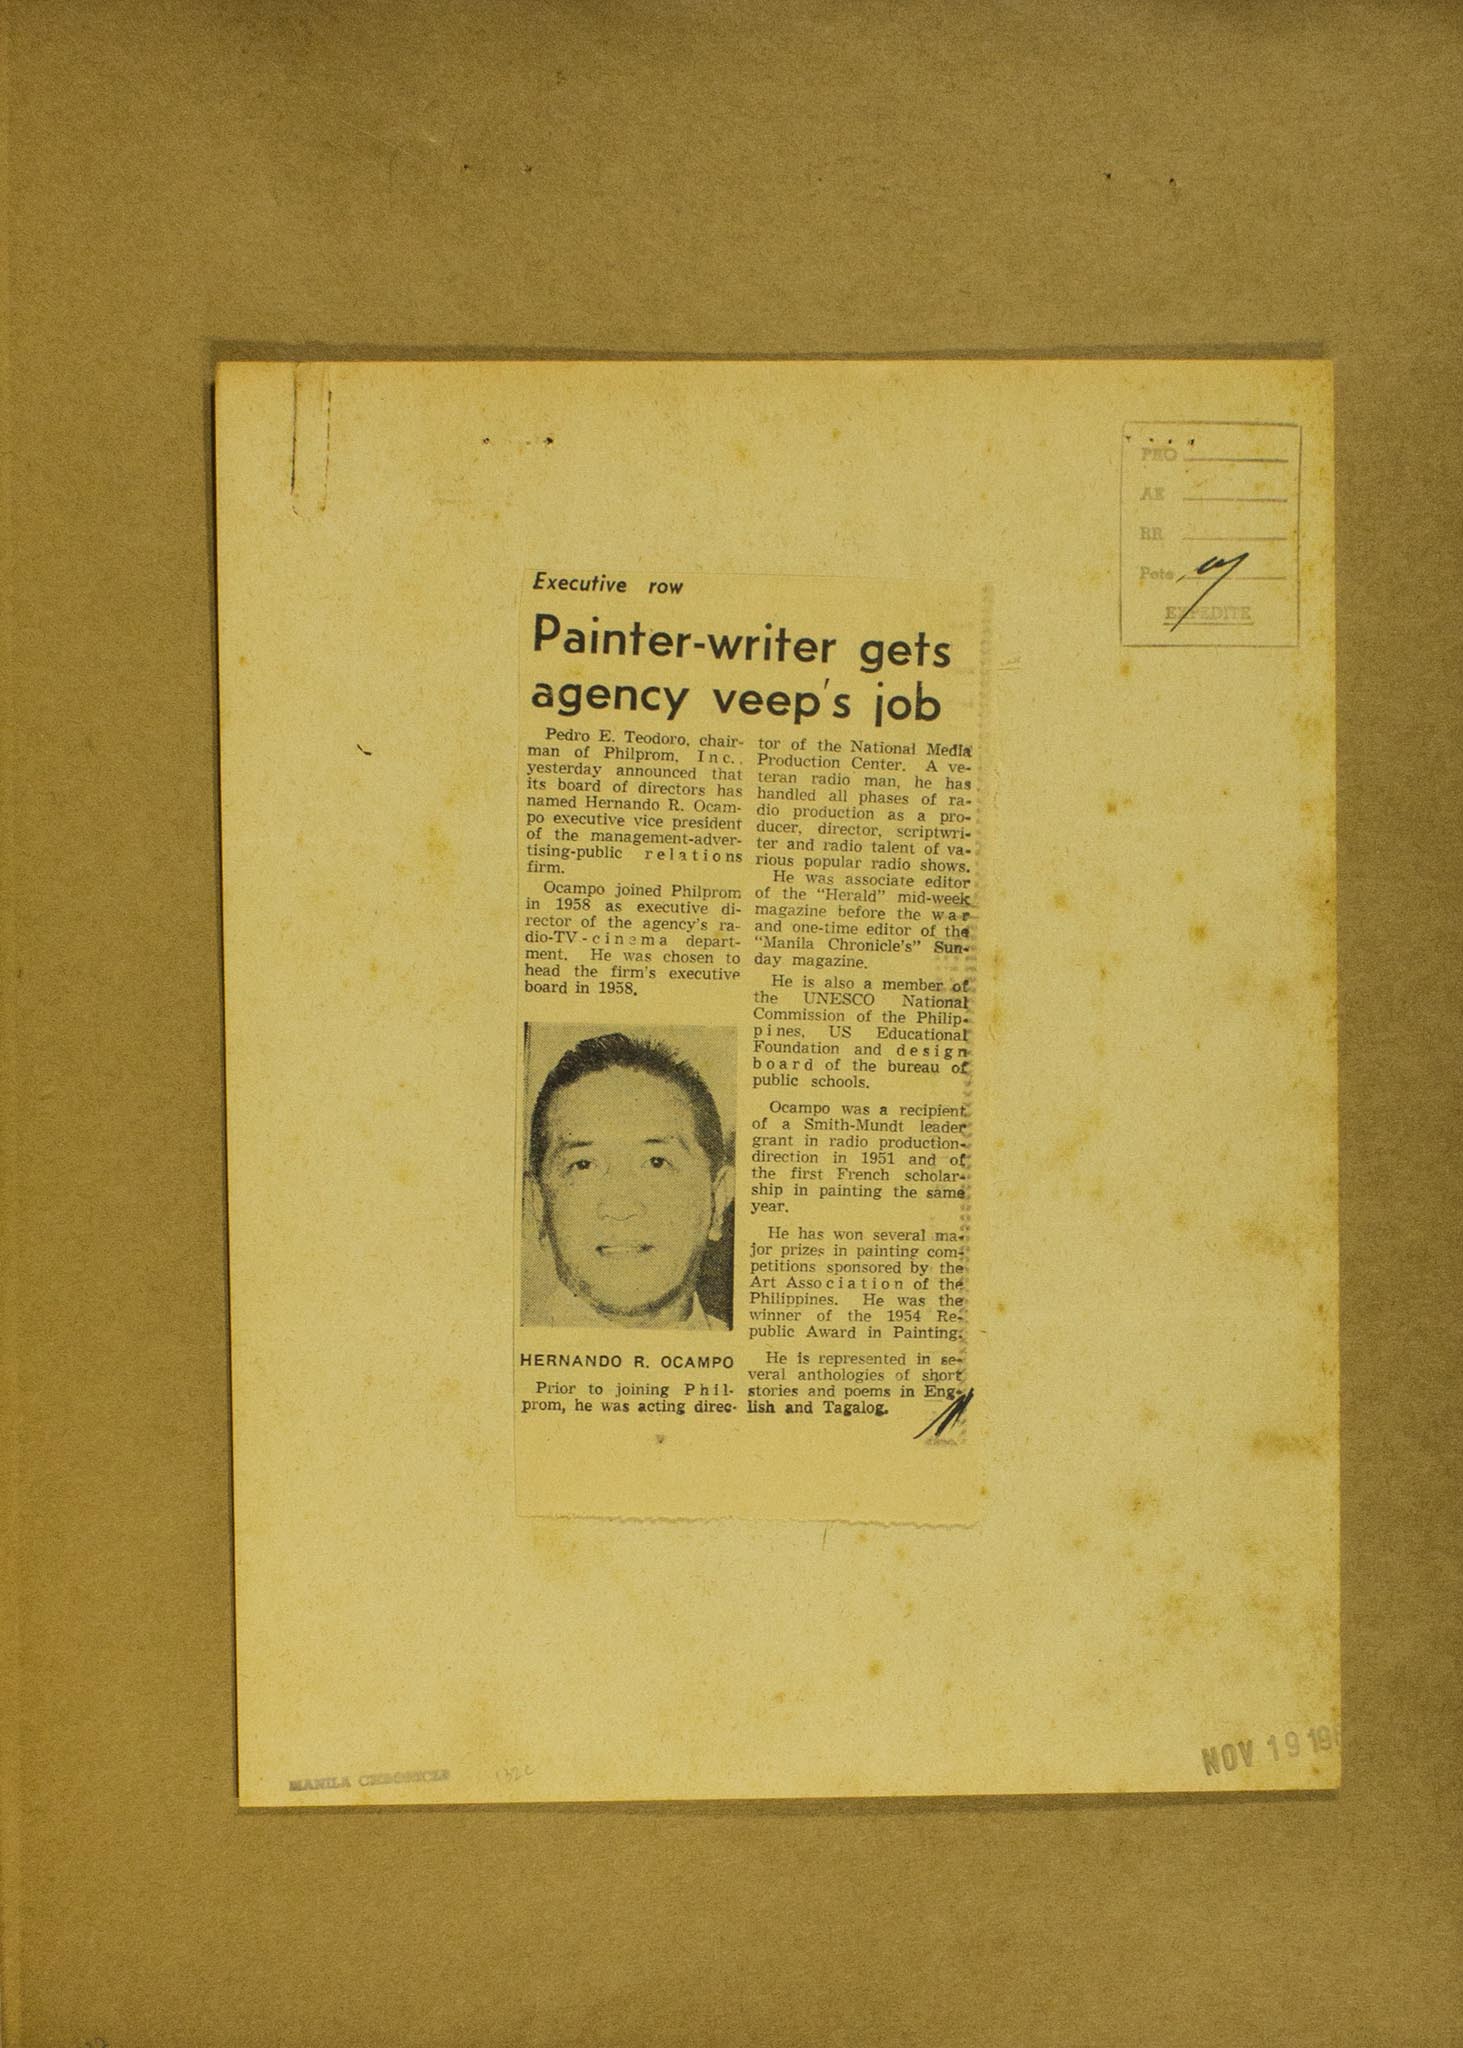 PRO
AE
RR
Pete
EXPEDITE
Executive row
Painter-writer gets
agency veep's job
Pedro E. Teodoro, chair-
man of Philprom, Inc.,
yesterday announced that
its board of directors has
named Hernando R. Ocam-
po executive vice president
of the management-adver-
tising-public relations
firm.
Ocampo joined Philprom
in 1958 as executive di-
rector of the agency's ra-
dio-TV-cinema depart-
ment. He was chosen to
head the firm's executive
board in 1958.
HERNANDO R. OCAMPO
Prior to joining Phil-
prom, he was acting direc-
tor of the National Media
Production Center. A ve-
teran radio man, he has
handled all phases of ra-
dio production as a pro-
ducer, director, scriptwri-
ter and radio talent of va-
rious popular radio shows.
He was associate editor
of the "Herald" mid-week
magazine before the war
and one-time editor of the
"Manila Chronicle's" Sun-
day magazine.
He is also a member of
the UNESCO National
Commission of the Philip-
pines, US Educational
Foundation and design
board of the bureau of
public schools.
Ocampo was a recipient
of a Smith-Mundt leader
grant in radio production-
direction in 1951 and of
the first French scholar-
ship in painting the same
year.
He has won several ma-
jor prizes in painting com-
petitions sponsored by the
Art Association of the
Philippines. He was the
winner of the 1954 Re-
public Award in Painting.
He is represented in se-
veral anthologies of short
stories and poems in Eng-
lish and Tagalog.
MANILA CHRONICLE
NOV 19 196